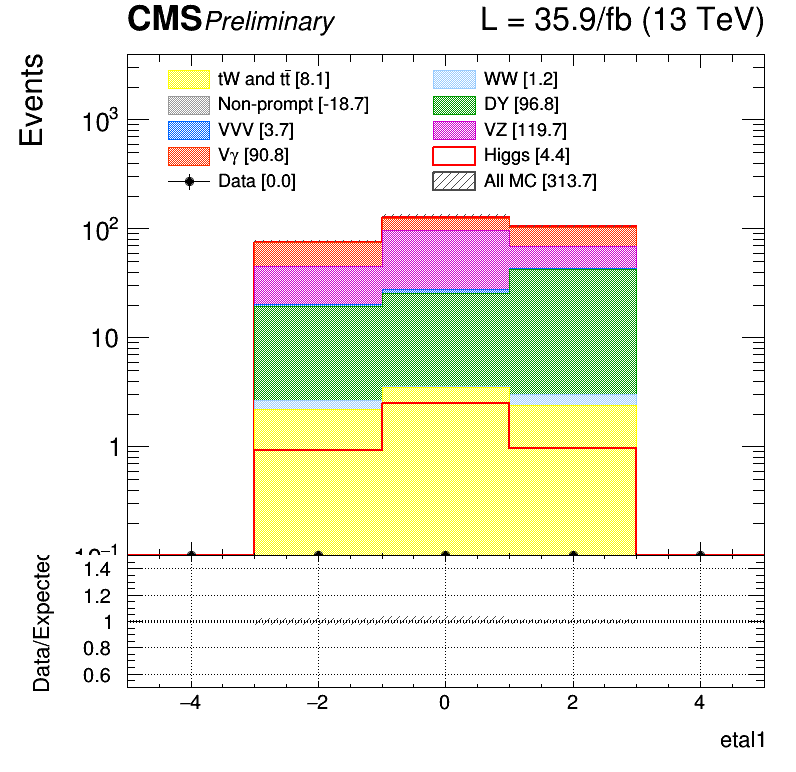 CMS Preliminary L = 35.9/fb (13 TeV)
Events
tW and tt̄ [8.1] WW [1.2]
Non-prompt [-18.7] DY [96.8]
VVV [3.7] VZ [119.7]
Vγ [90.8] Higgs [4.4]
Data [0.0] All MC [313.7]
10³
10²
10
1
10⁻¹
Data/Expected
1.4
1.2
1
0.8
0.6
−4 −2 0 2 4
etal1